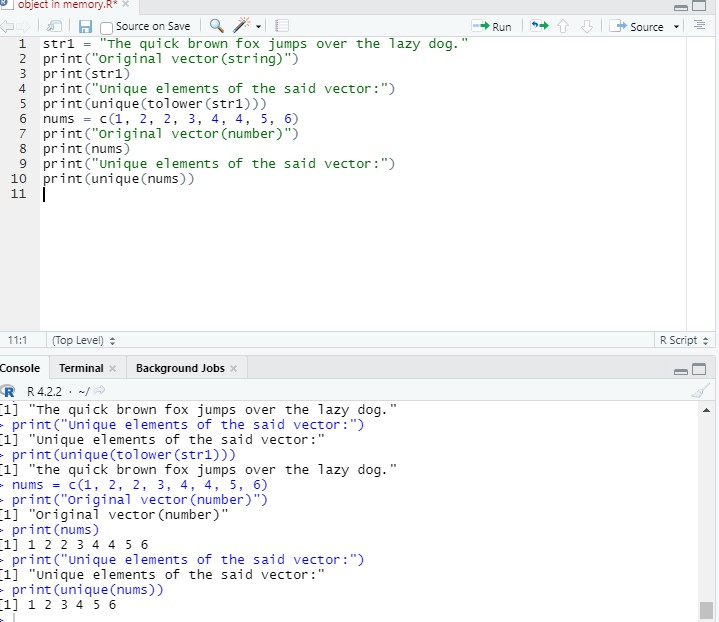 object in memory.R* ×
Source on Save
Run
Source
1 str1 = "The quick brown fox jumps over the lazy dog."
2 print("Original vector(string)")
3 print(str1)
4 print("Unique elements of the said vector:")
5 print(unique(tolower(str1)))
6 nums = c(1, 2, 2, 3, 4, 4, 5, 6)
7 print("Original vector(number)")
8 print(nums)
9 print("Unique elements of the said vector:")
10 print(unique(nums))
11
11:1 (Top Level) R Script
Console Terminal × Background Jobs ×
R R 4.2.2 · ~/
[1] "The quick brown fox jumps over the lazy dog."
> print("Unique elements of the said vector:")
[1] "Unique elements of the said vector:"
> print(unique(tolower(str1)))
[1] "the quick brown fox jumps over the lazy dog."
> nums = c(1, 2, 2, 3, 4, 4, 5, 6)
> print("Original vector(number)")
[1] "Original vector(number)"
> print(nums)
[1] 1 2 2 3 4 4 5 6
> print("Unique elements of the said vector:")
[1] "Unique elements of the said vector:"
> print(unique(nums))
[1] 1 2 3 4 5 6
>